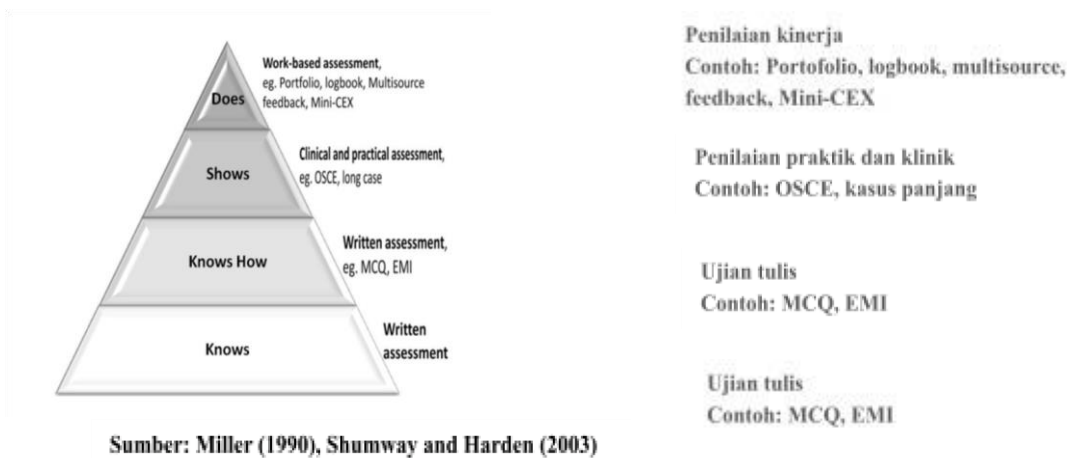 Does
Work-based assessment,
eg. Portfolio, logbook, Multisource
feedback, Mini-CEX
Shows
Clinical and practical assessment,
eg. OSCE, long case
Knows How
Written assessment,
eg. MCQ, EMI
Knows
Written
assessment
Penilaian kinerja
Contoh: Portofolio, logbook, multisource,
feedback, Mini-CEX
Penilaian praktik dan klinik
Contoh: OSCE, kasus panjang
Ujian tulis
Contoh: MCQ, EMI
Ujian tulis
Contoh: MCQ, EMI
Sumber: Miller (1990), Shumway and Harden (2003)